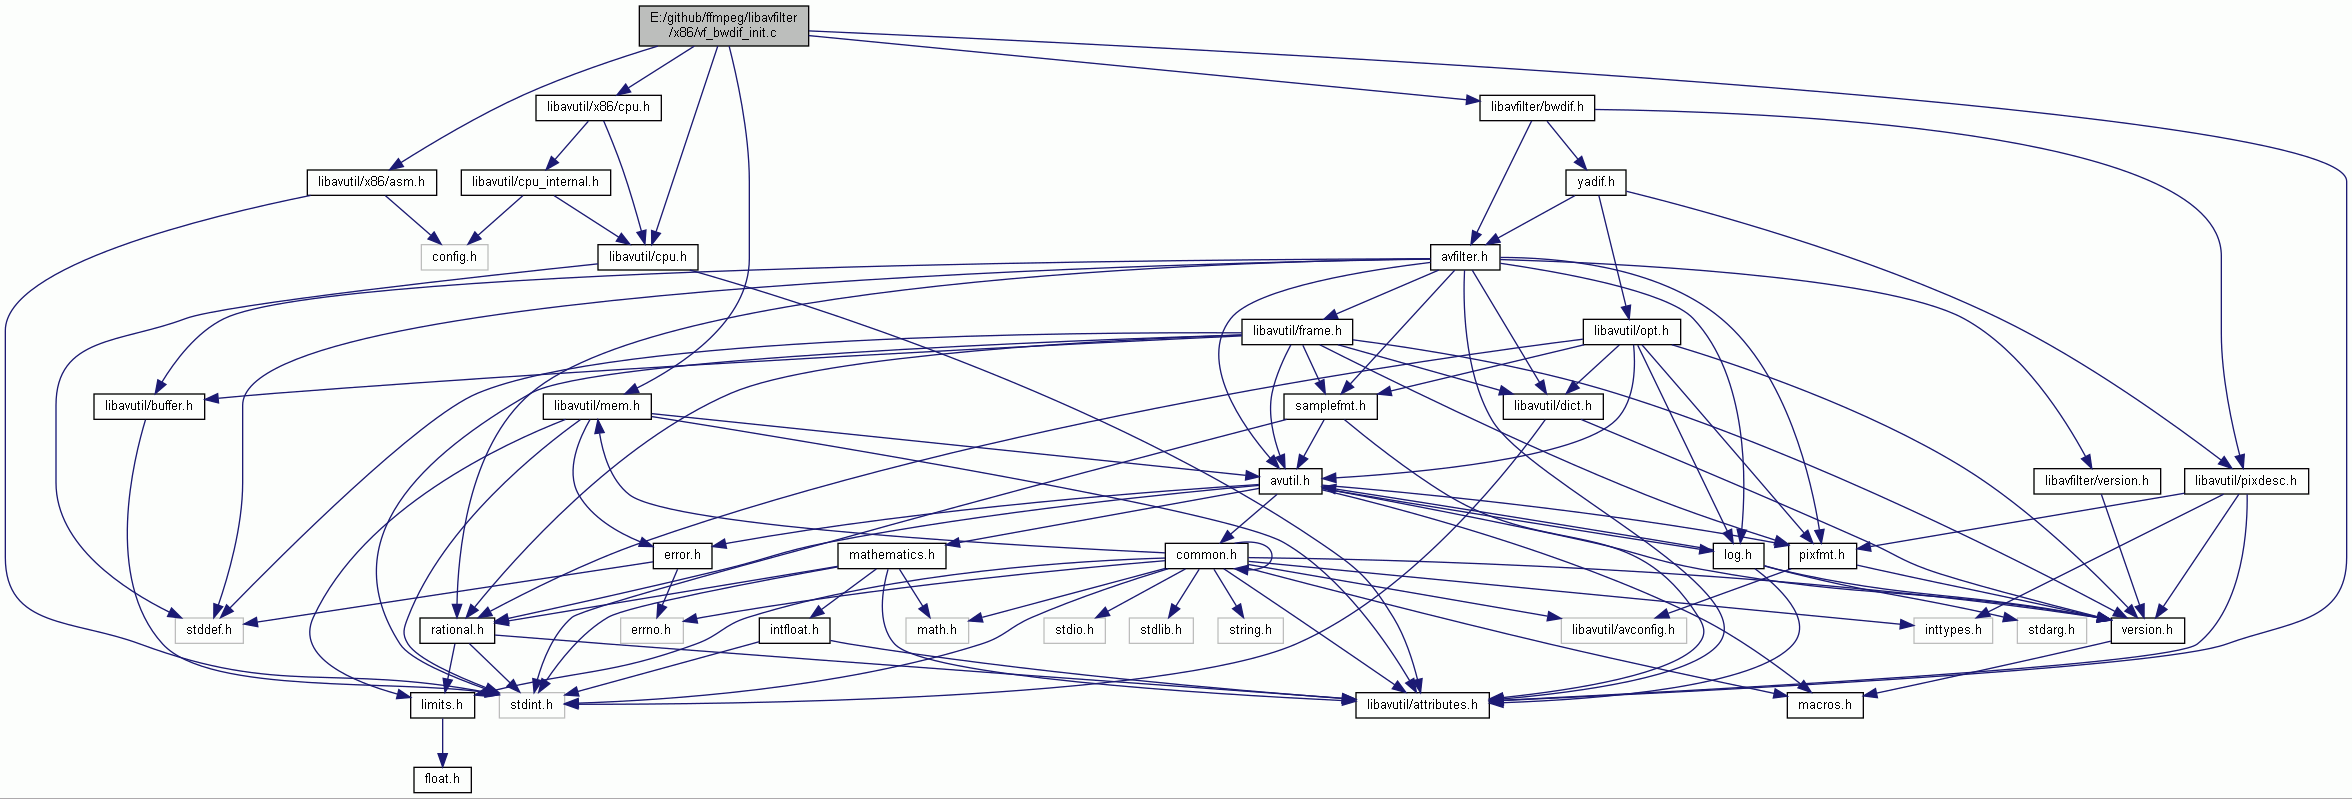 E:/github/ffmpeg/libavfilter
/x86/vf_bwdif_init.c
libavutil/x86/cpu.h
libavfilter/bwdif.h
libavutil/x86/asm.h
libavutil/cpu_internal.h
yadif.h
config.h
libavutil/cpu.h
avfilter.h
libavutil/frame.h
libavutil/opt.h
libavutil/buffer.h
libavutil/mem.h
samplefmt.h
libavutil/dict.h
avutil.h
libavfilter/version.h
libavutil/pixdesc.h
error.h
mathematics.h
common.h
log.h
pixfmt.h
stddef.h
rational.h
errno.h
intfloat.h
math.h
stdio.h
stdlib.h
string.h
libavutil/avconfig.h
inttypes.h
stdarg.h
version.h
limits.h
stdint.h
libavutil/attributes.h
macros.h
float.h